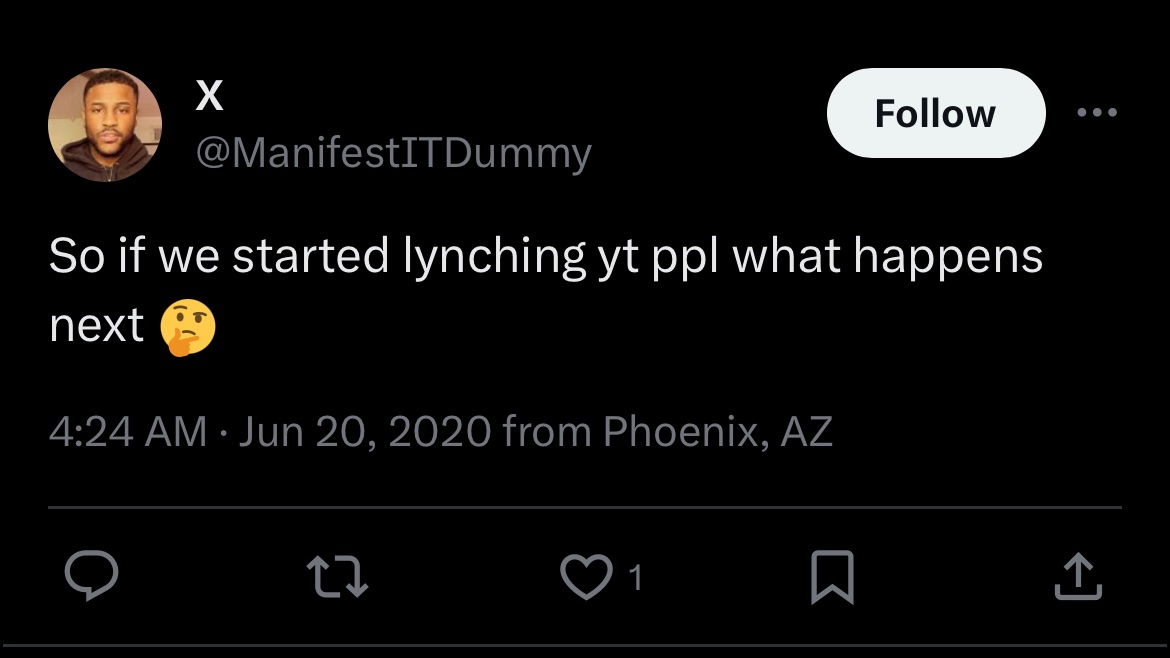 X
@ManifestITDummy
Follow
So if we started lynching yt ppl what happens
next 🤔
4:24 AM · Jun 20, 2020 from Phoenix, AZ
1